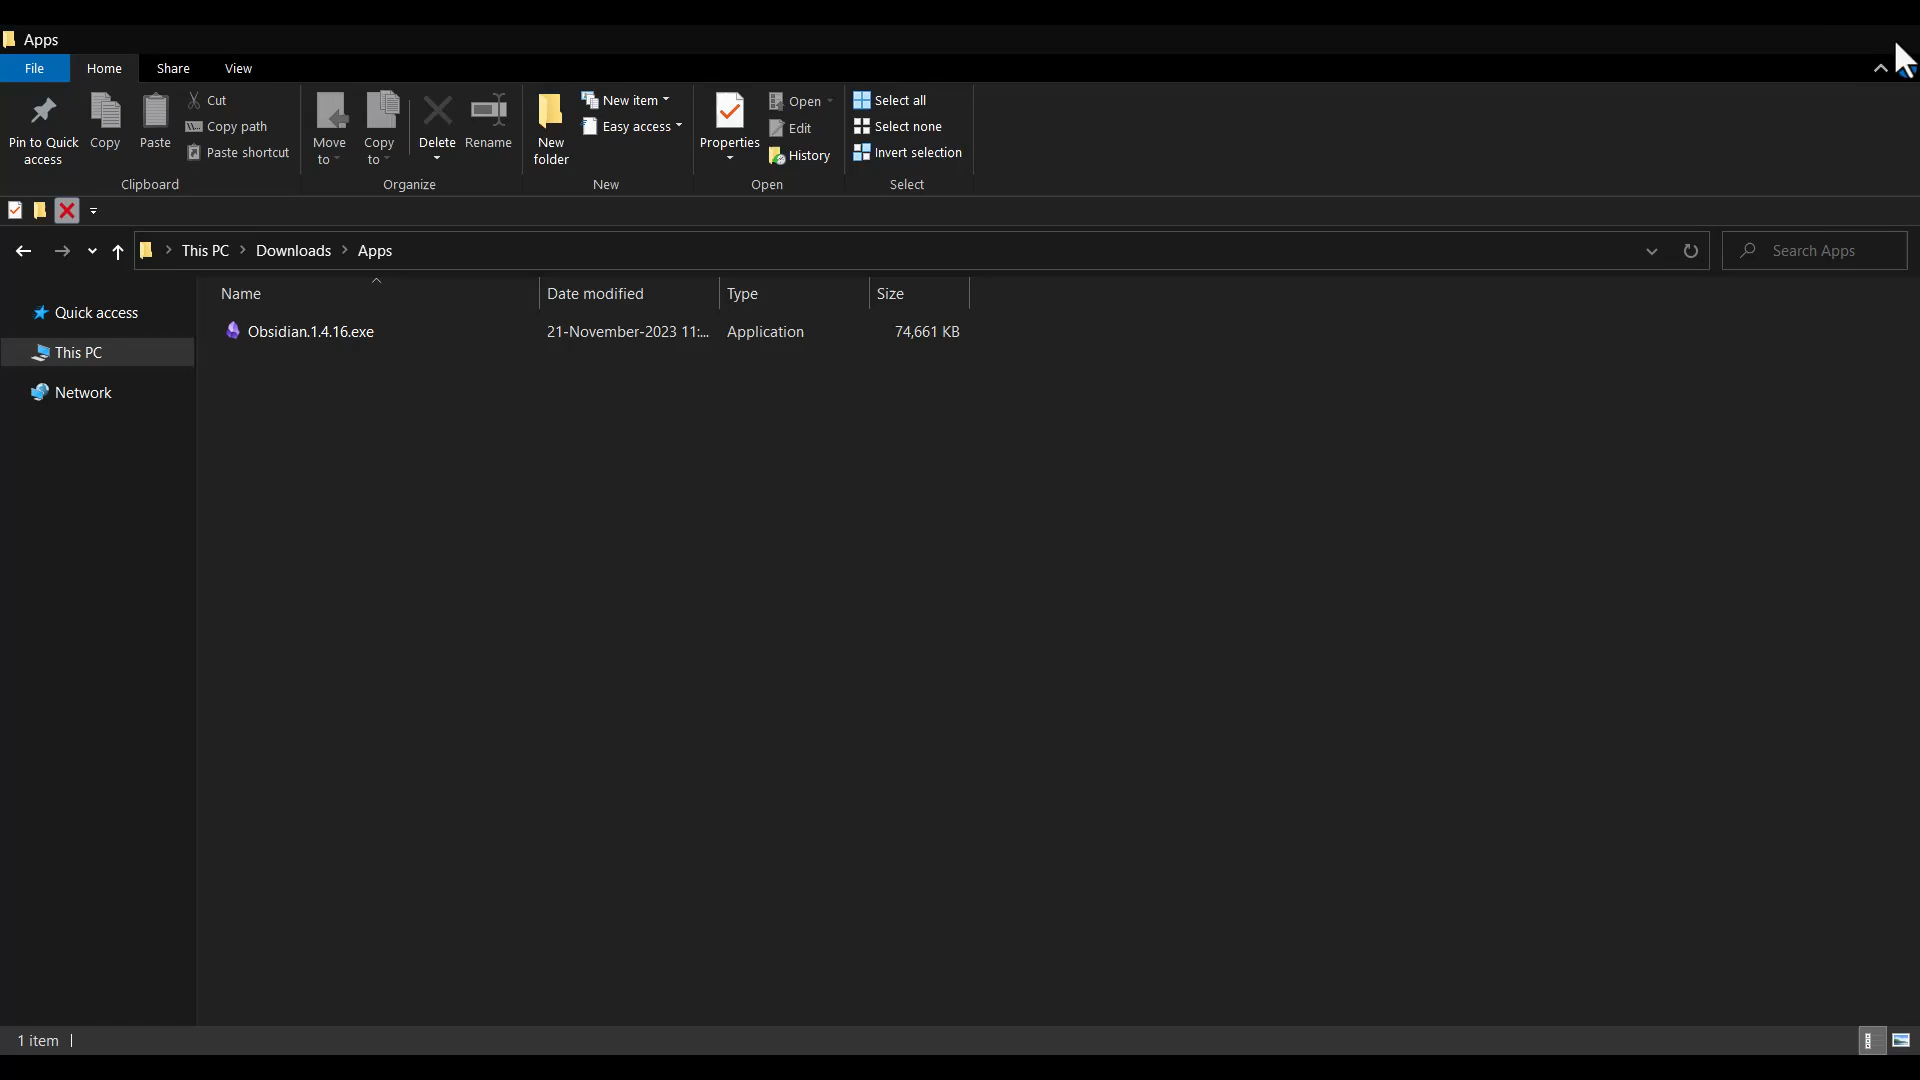 Apps
File Home Share View
Pin to Quick access
Copy
Paste
Cut
Copy path
Paste shortcut
Clipboard
Move to
Copy to
Delete
Rename
Organize
New folder
New item
Easy access
New
Properties
Open
Edit
History
Open
Select all
Select none
Invert selection
Select
This PC Downloads Apps
Search Apps
Quick access
This PC
Network
Name Date modified Type Size
Obsidian.1.4.16.exe 21-November-2023 11:... Application 74,661 KB
1 item